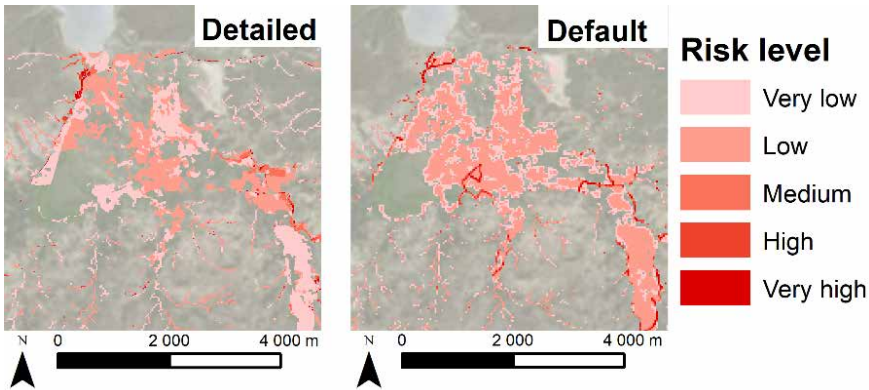 Detailed
Default
Risk level
Very low
Low
Medium
High
Very high
N 0 2 000 4 000 m
N 0 2 000 4 000 m